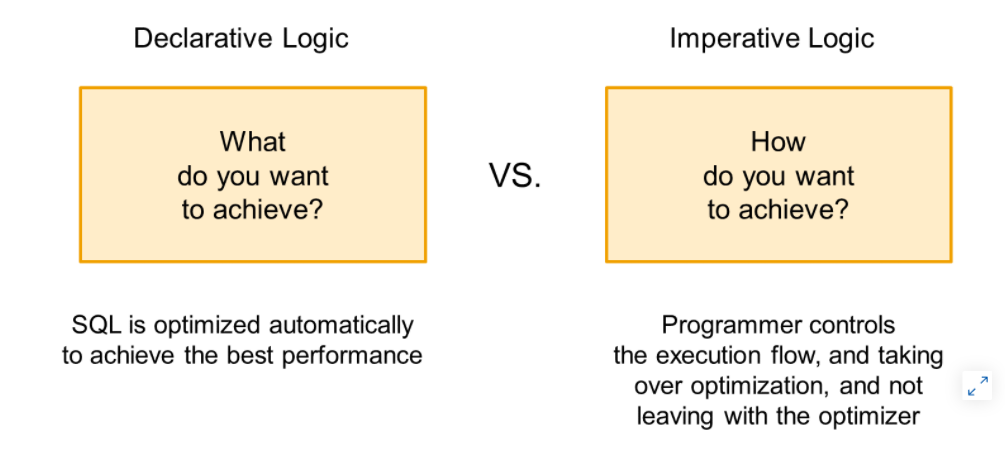 Declarative Logic
Imperative Logic
What
do you want
to achieve?
VS.
How
do you want
to achieve?
SQL is optimized automatically
to achieve the best performance
Programmer controls
the execution flow, and taking
over optimization, and not
leaving with the optimizer